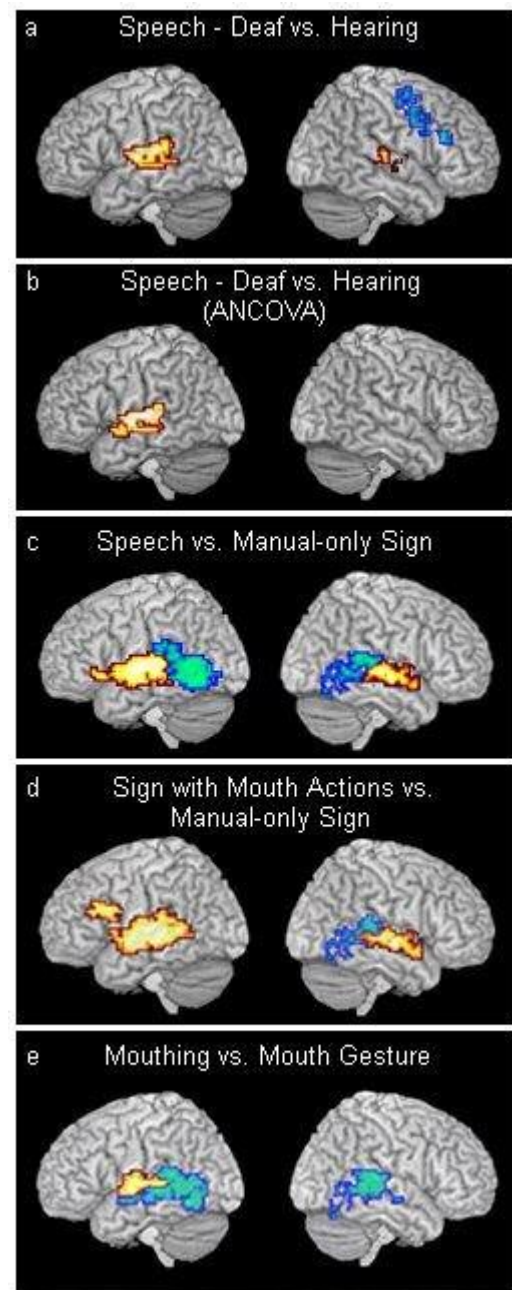 a Speech - Deaf vs. Hearing
b Speech - Deaf vs. Hearing
(ANCOVA)
c Speech vs. Manual-only Sign
d Sign with Mouth Actions vs.
Manual-only Sign
e Mouthing vs. Mouth Gesture